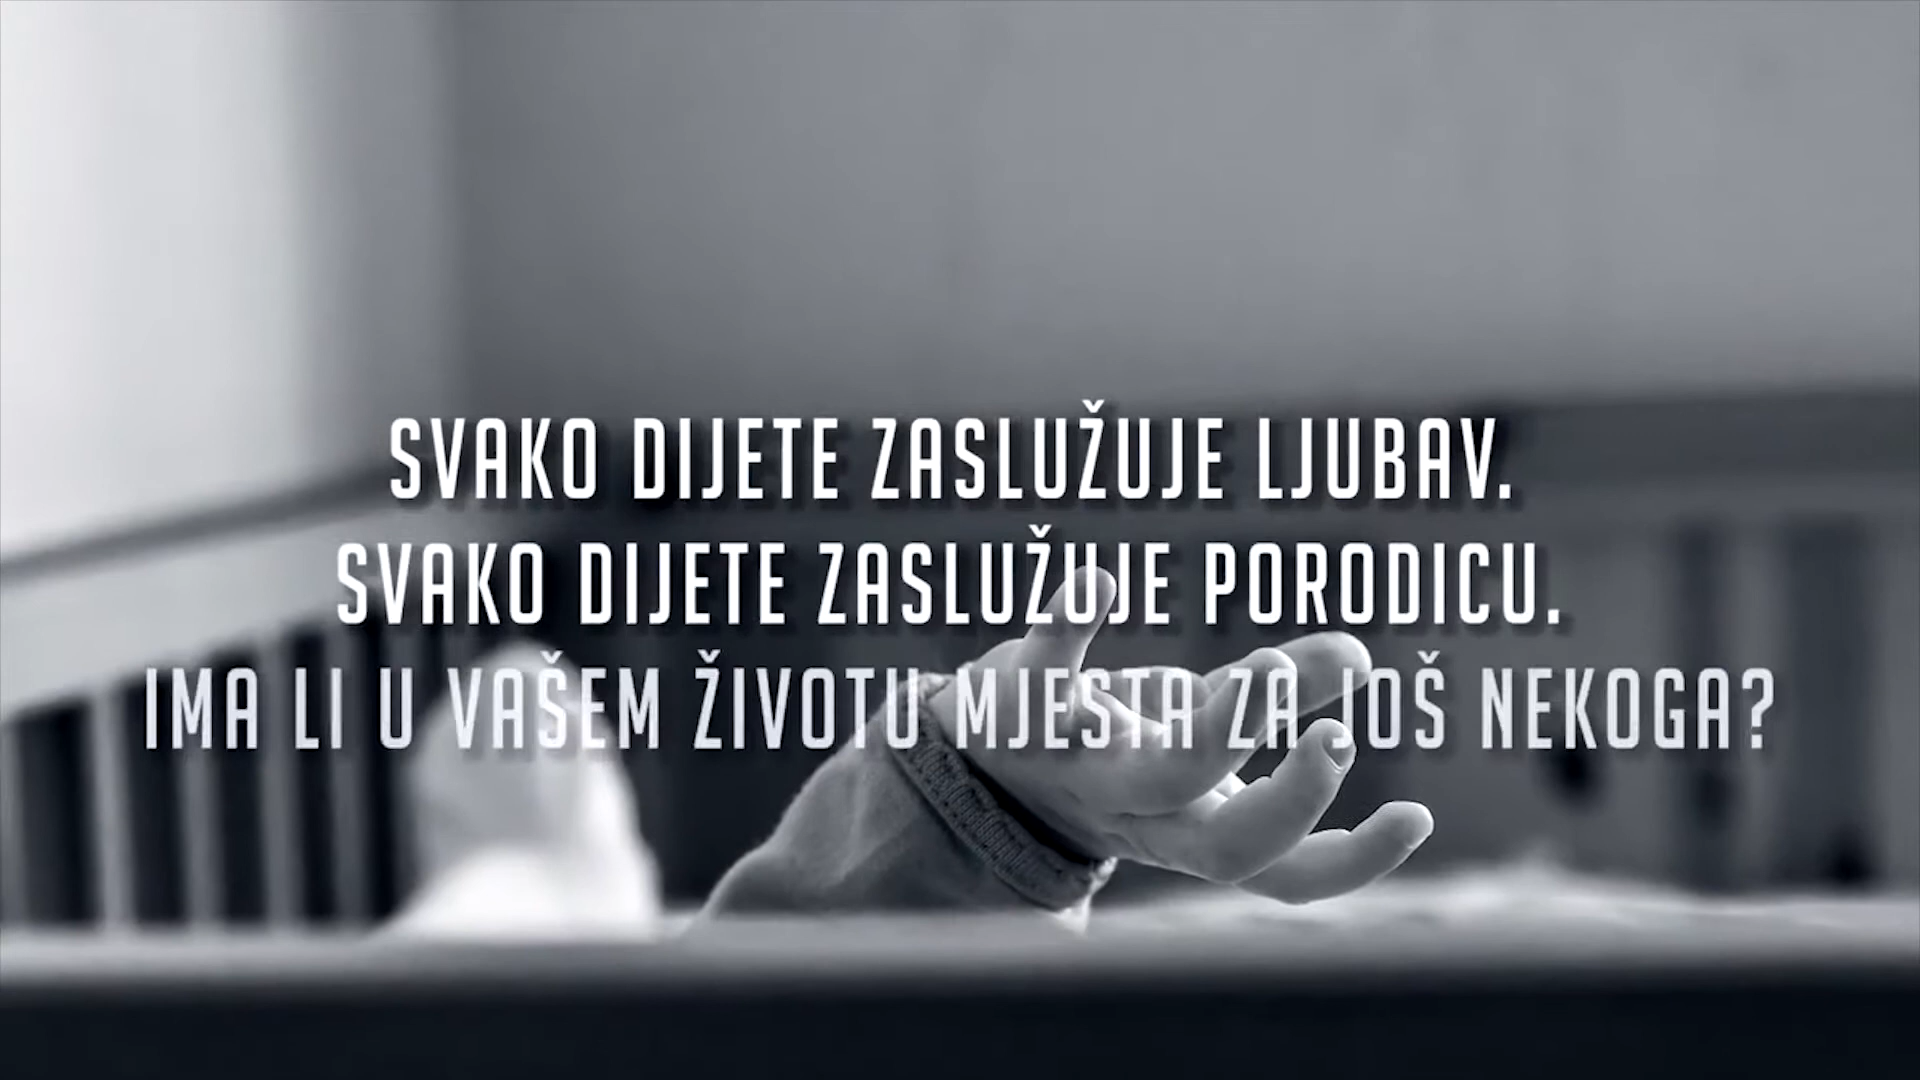 SVAKO DIJETE ZASLUŽUJE LJUBAV.
SVAKO DIJETE ZASLUŽUJE PORODICU.
IMA LI U VAŠEM ŽIVOTU MJESTA ZA JOŠ NEKOGA?